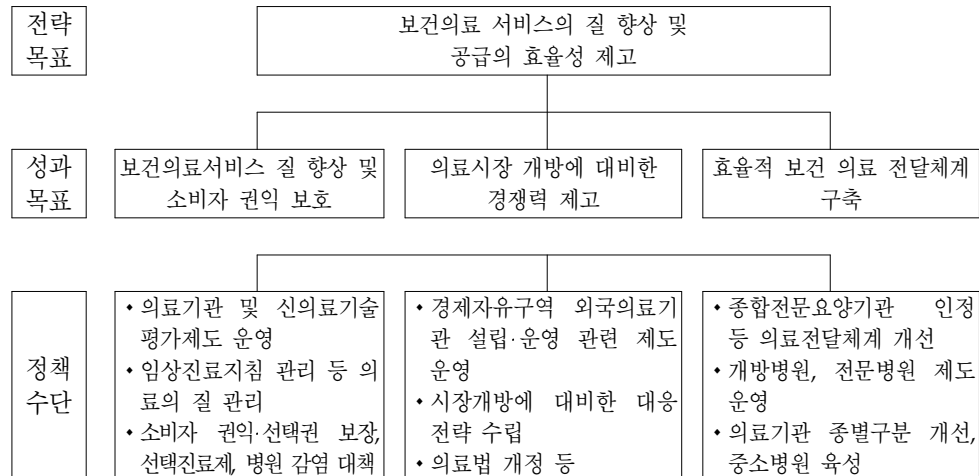 전략
목표
보건의료 서비스의 질 향상 및
공급의 효율성 제고
성과
목표
보건의료서비스 질 향상 및
소비자 권익 보호
의료시장 개방에 대비한
경쟁력 제고
효율적 보건 의료 전달체계
구축
정책
수단
• 의료기관 및 신의료기술
평가제도 운영
• 임상진료지침 관리 등 의
료의 질 관리
• 소비자 권익·선택권 보장,
선택진료제, 병원 감염 대책
• 경제자유구역 외국의료기
관 설립·운영 관련 제도
운영
• 시장개방에 대비한 대응
전략 수립
• 의료법 개정 등
• 종합전문요양기관 인정
등 의료전달체계 개선
• 개방병원, 전문병원 제도
운영
• 의료기관 종별구분 개선,
중소병원 육성